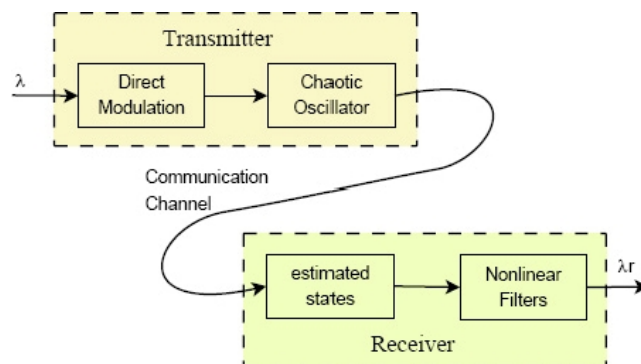 Transmitter
λ
Direct
Modulation
Chaotic
Oscillator
Communication
Channel
estimated
states
Nonlinear
Filters
λr
Receiver